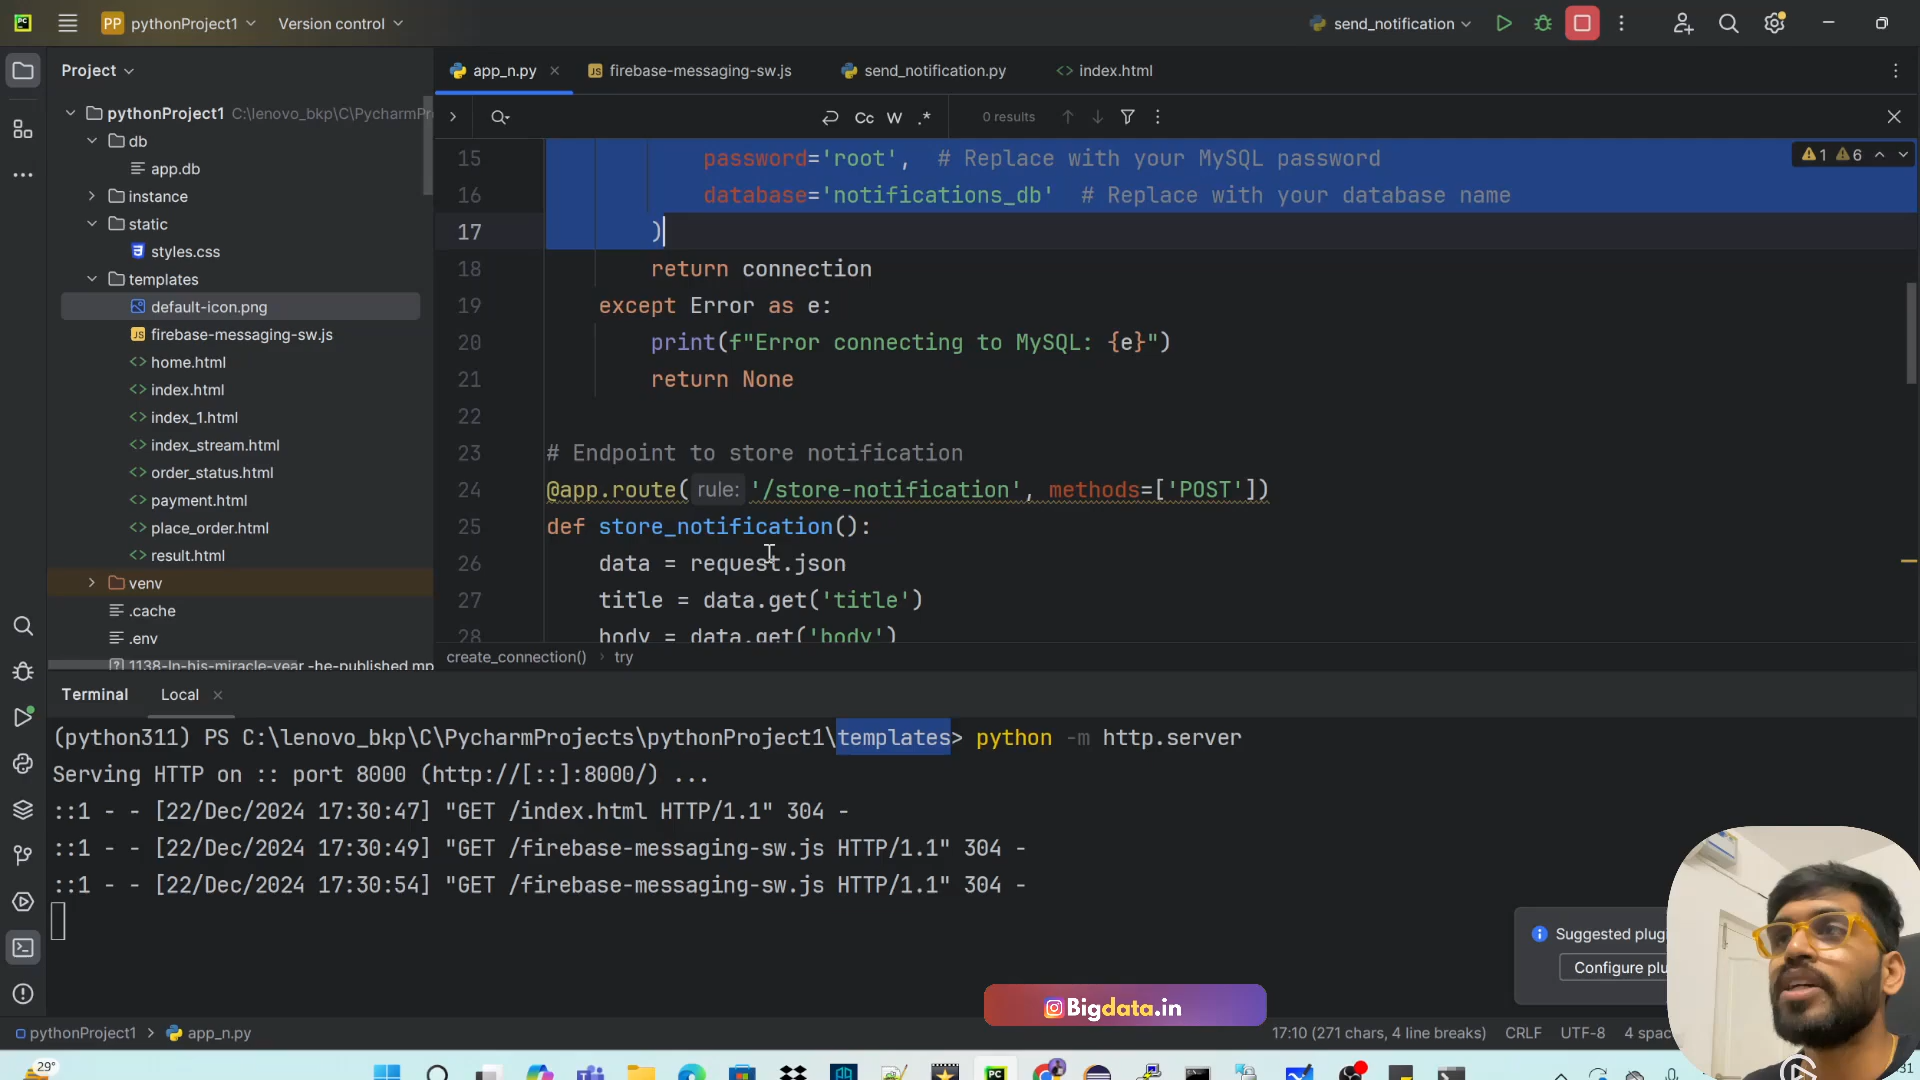 PP pythonProject1 Version control send_notification
Project app_n.py firebase-messaging-sw.js send_notification.py index.html
pythonProject1 C:\lenovo_bkp\C\PycharmPr
Cc W .* 0 results
db
app.db
instance
static
styles.css
templates
default-icon.png
firebase-messaging-sw.js
home.html
index.html
index_1.html
index_stream.html
order_status.html
payment.html
place_order.html
result.html
venv
.cache
.env
1138-In-his-miracle-year -he-published mp
15 password='root', # Replace with your MySQL password
1 6
16 database='notifications_db' # Replace with your database name
17 )
18 return connection
19 except Error as e:
20 print(f"Error connecting to MySQL: {e}")
21 return None
22
23 # Endpoint to store notification
24 @app.route( rule: '/store-notification', methods=['POST'])
25 def store_notification():
26 data = request.json
27 title = data.get('title')
28 body = data.get('body')
create_connection() › try
Terminal Local
(python311) PS C:\lenovo_bkp\C\PycharmProjects\pythonProject1\templates> python -m http.server
Serving HTTP on :: port 8000 (http://[::]:8000/) ...
::1 - - [22/Dec/2024 17:30:47] "GET /index.html HTTP/1.1" 304 -
::1 - - [22/Dec/2024 17:30:49] "GET /firebase-messaging-sw.js HTTP/1.1" 304 -
::1 - - [22/Dec/2024 17:30:54] "GET /firebase-messaging-sw.js HTTP/1.1" 304 -
Suggested plug
Configure plu
Bigdata.in
pythonProject1 › app_n.py 17:10 (271 chars, 4 line breaks) CRLF UTF-8 4 spac
29°